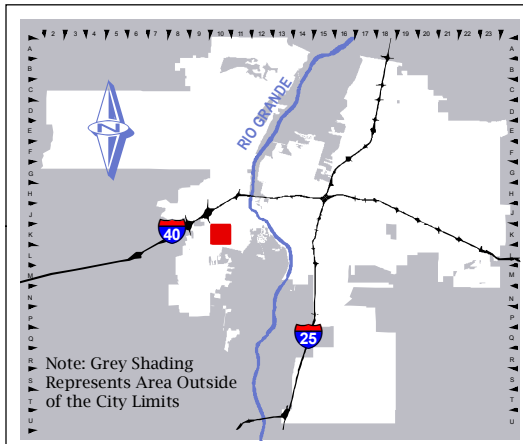 2 3 4 5 6 7 8 9 10 11 12 13 14 15 16 17 18 19 20 21 22 23
A
B
C
D
E
F
G
H
J
K
L
M
N
P
Q
R
S
T
U
A
B
C
D
E
F
G
H
J
K
L
M
N
P
Q
R
S
T
U
N
RIO GRANDE
40
25
Note: Grey Shading
Represents Area Outside
of the City Limits